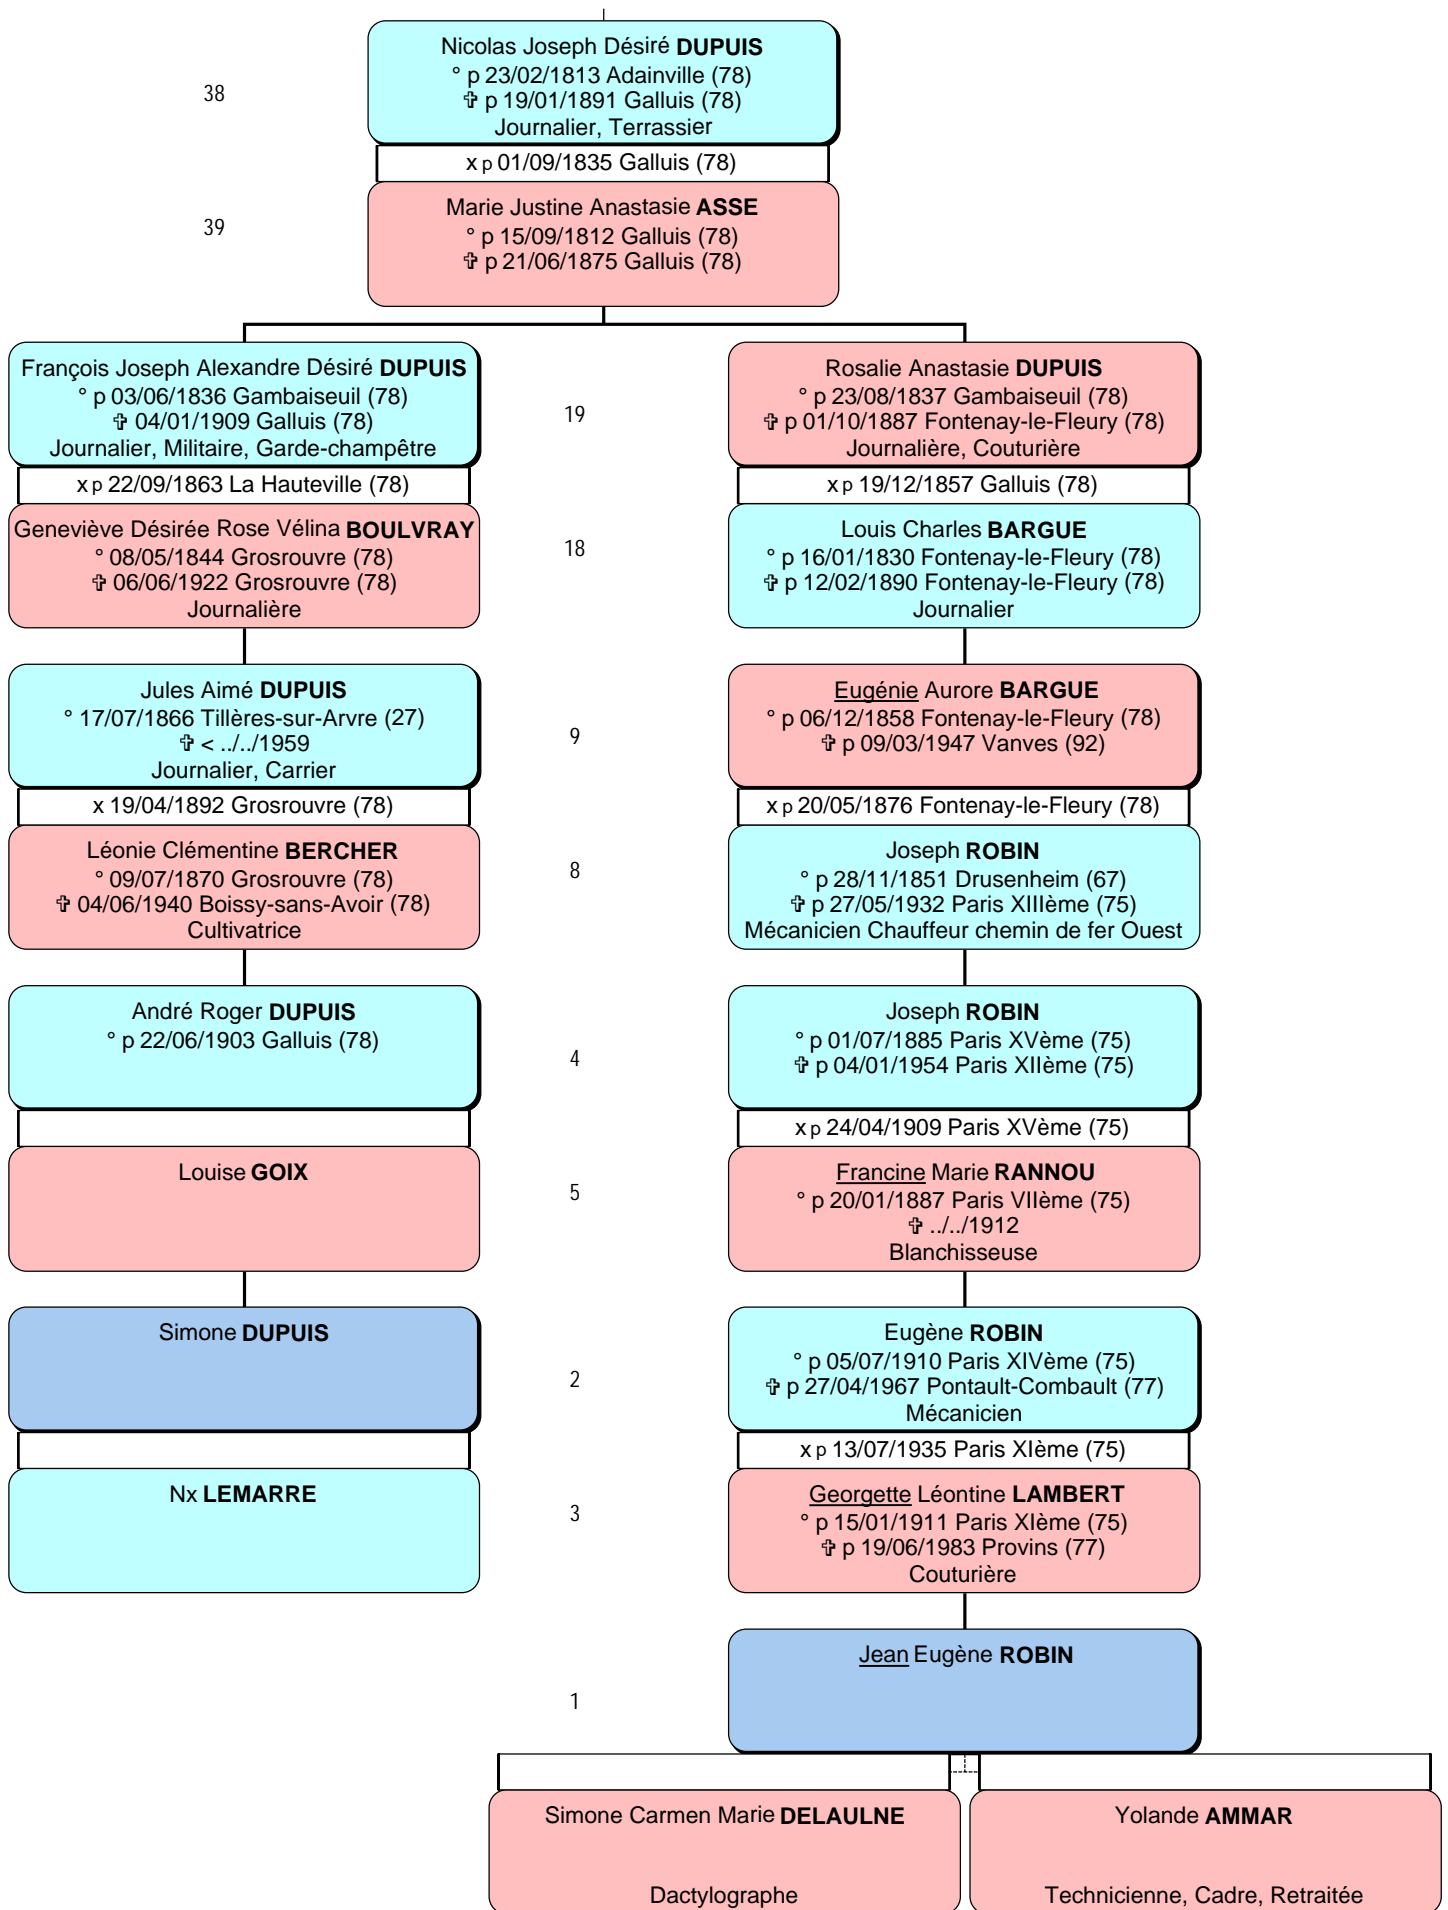 38
Nicolas Joseph Désiré DUPUIS
° p 23/02/1813 Adainville (78)
✞ p 19/01/1891 Galluis (78)
Journalier, Terrassier
x p 01/09/1835 Galluis (78)
39
Marie Justine Anastasie ASSE
° p 15/09/1812 Galluis (78)
✞ p 21/06/1875 Galluis (78)
François Joseph Alexandre Désiré DUPUIS
° p 03/06/1836 Gambaiseuil (78)
✞ 04/01/1909 Galluis (78)
Journalier, Militaire, Garde-champêtre
x p 22/09/1863 La Hauteville (78)
Geneviève Désirée Rose Vélina BOULVRAY
° 08/05/1844 Grosrouvre (78)
✞ 06/06/1922 Grosrouvre (78)
Journalière
19
Rosalie Anastasie DUPUIS
° p 23/08/1837 Gambaiseuil (78)
✞ p 01/10/1887 Fontenay-le-Fleury (78)
Journalière, Couturière
x p 19/12/1857 Galluis (78)
18
Louis Charles BARGUE
° p 16/01/1830 Fontenay-le-Fleury (78)
✞ p 12/02/1890 Fontenay-le-Fleury (78)
Journalier
Jules Aimé DUPUIS
° 17/07/1866 Tillères-sur-Arvre (27)
✞ < ../../1959
Journalier, Carrier
x 19/04/1892 Grosrouvre (78)
Léonie Clémentine BERCHER
° 09/07/1870 Grosrouvre (78)
✞ 04/06/1940 Boissy-sans-Avoir (78)
Cultivatrice
9
Eugénie Aurore BARGUE
° p 06/12/1858 Fontenay-le-Fleury (78)
✞ p 09/03/1947 Vanves (92)
x p 20/05/1876 Fontenay-le-Fleury (78)
8
Joseph ROBIN
° p 28/11/1851 Drusenheim (67)
✞ p 27/05/1932 Paris XIIIème (75)
Mécanicien Chauffeur chemin de fer Ouest
André Roger DUPUIS
° p 22/06/1903 Galluis (78)
Louise GOIX
4
Joseph ROBIN
° p 01/07/1885 Paris XVème (75)
✞ p 04/01/1954 Paris XIIème (75)
x p 24/04/1909 Paris XVème (75)
5
Francine Marie RANNOU
° p 20/01/1887 Paris VIIème (75)
✞ ../../1912
Blanchisseuse
Simone DUPUIS
Nx LEMARRE
2
Eugène ROBIN
° p 05/07/1910 Paris XIVème (75)
✞ p 27/04/1967 Pontault-Combault (77)
Mécanicien
x p 13/07/1935 Paris XIème (75)
3
Georgette Léontine LAMBERT
° p 15/01/1911 Paris XIème (75)
✞ p 19/06/1983 Provins (77)
Couturière
1
Jean Eugène ROBIN
Simone Carmen Marie DELAULNE
Dactylographe
Yolande AMMAR
Technicienne, Cadre, Retraitée